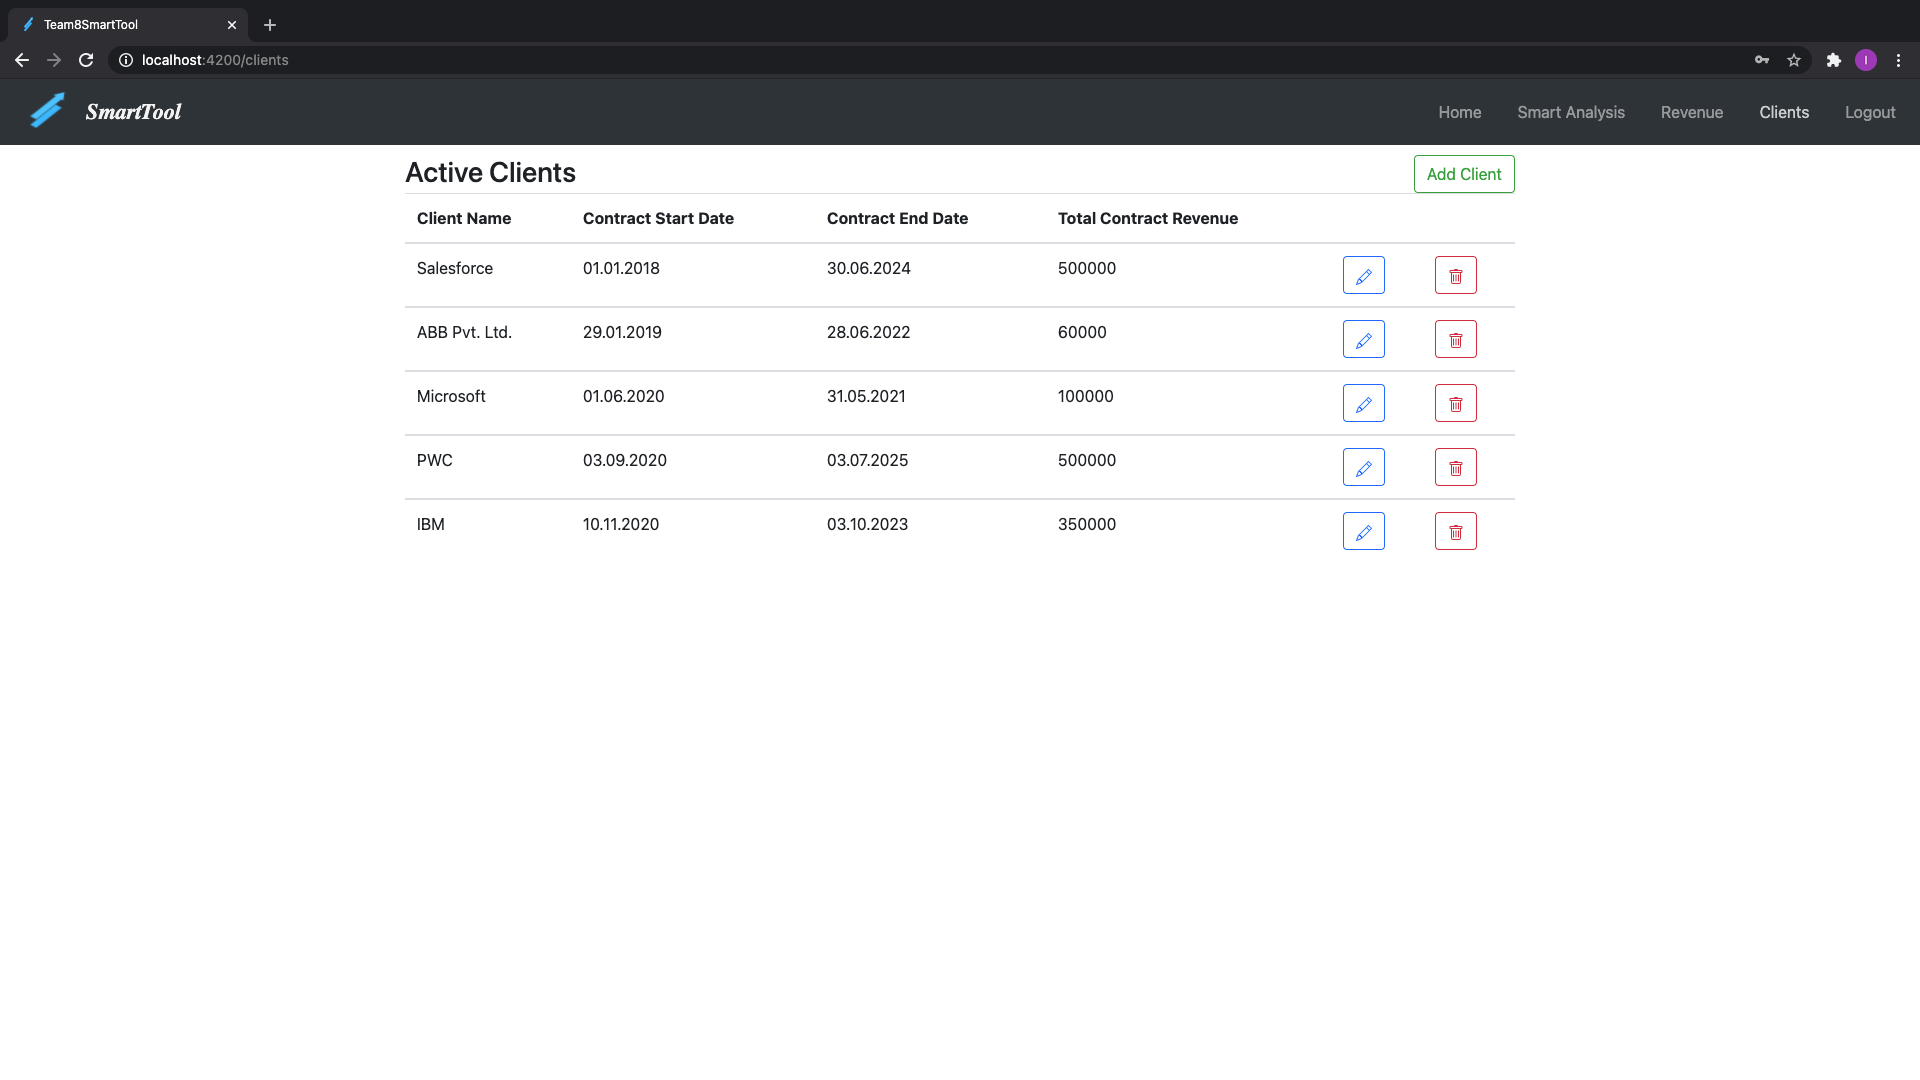 Team8SmartTool
localhost:4200/clients
I
SmartTool
Home Smart Analysis Revenue Clients Logout
Active Clients
Add Client
Client Name Contract Start Date Contract End Date Total Contract Revenue
Salesforce 01.01.2018 30.06.2024 500000
ABB Pvt. Ltd. 29.01.2019 28.06.2022 60000
Microsoft 01.06.2020 31.05.2021 100000
PWC 03.09.2020 03.07.2025 500000
IBM 10.11.2020 03.10.2023 350000